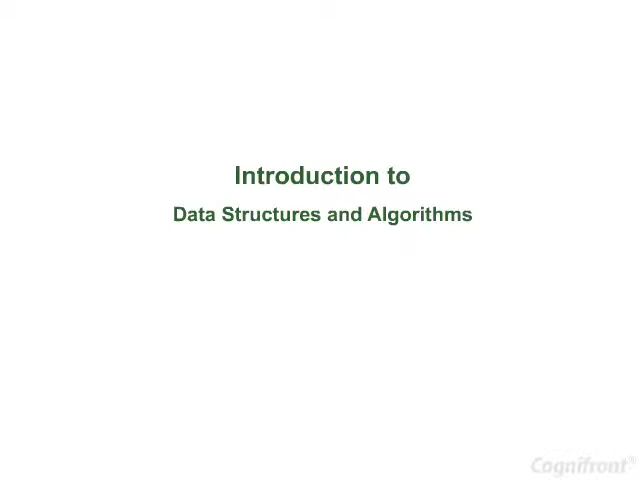 Introduction to
Data Structures and Algorithms
Cognifront®